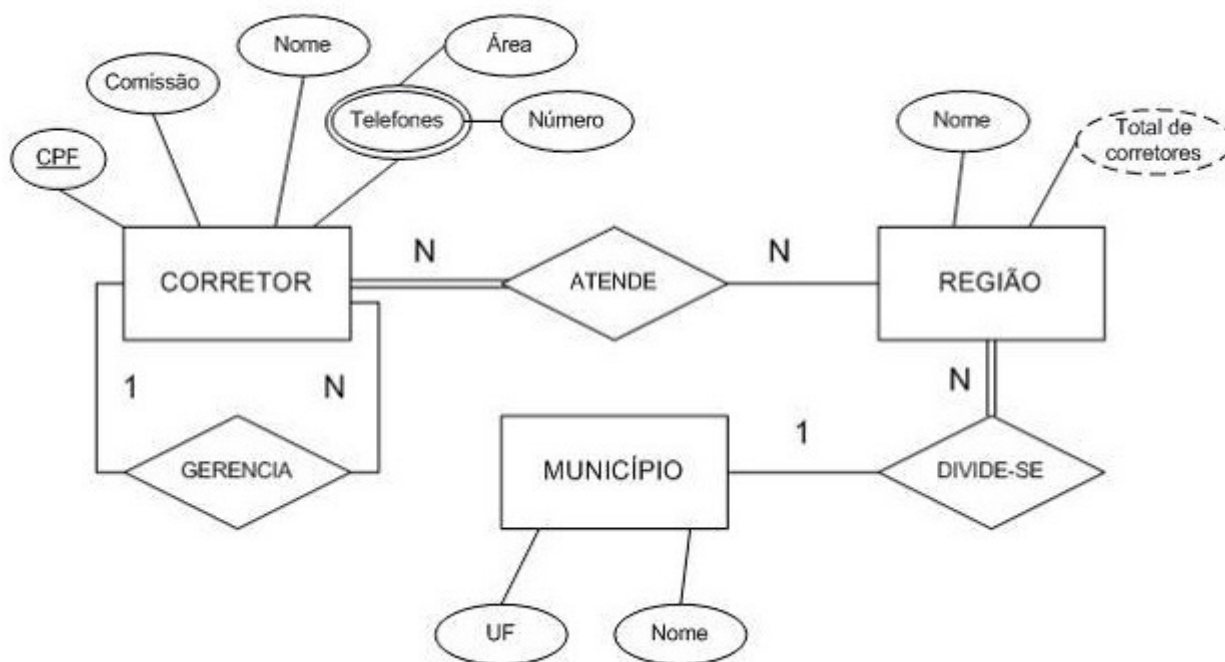 Nome
Área
Comissão
Telefones
Número
Nome
Total de
corretores
CPF
N
N
CORRETOR
ATENDE
REGIÃO
1
N
N
1
GERENCIA
MUNICÍPIO
DIVIDE-SE
UF
Nome